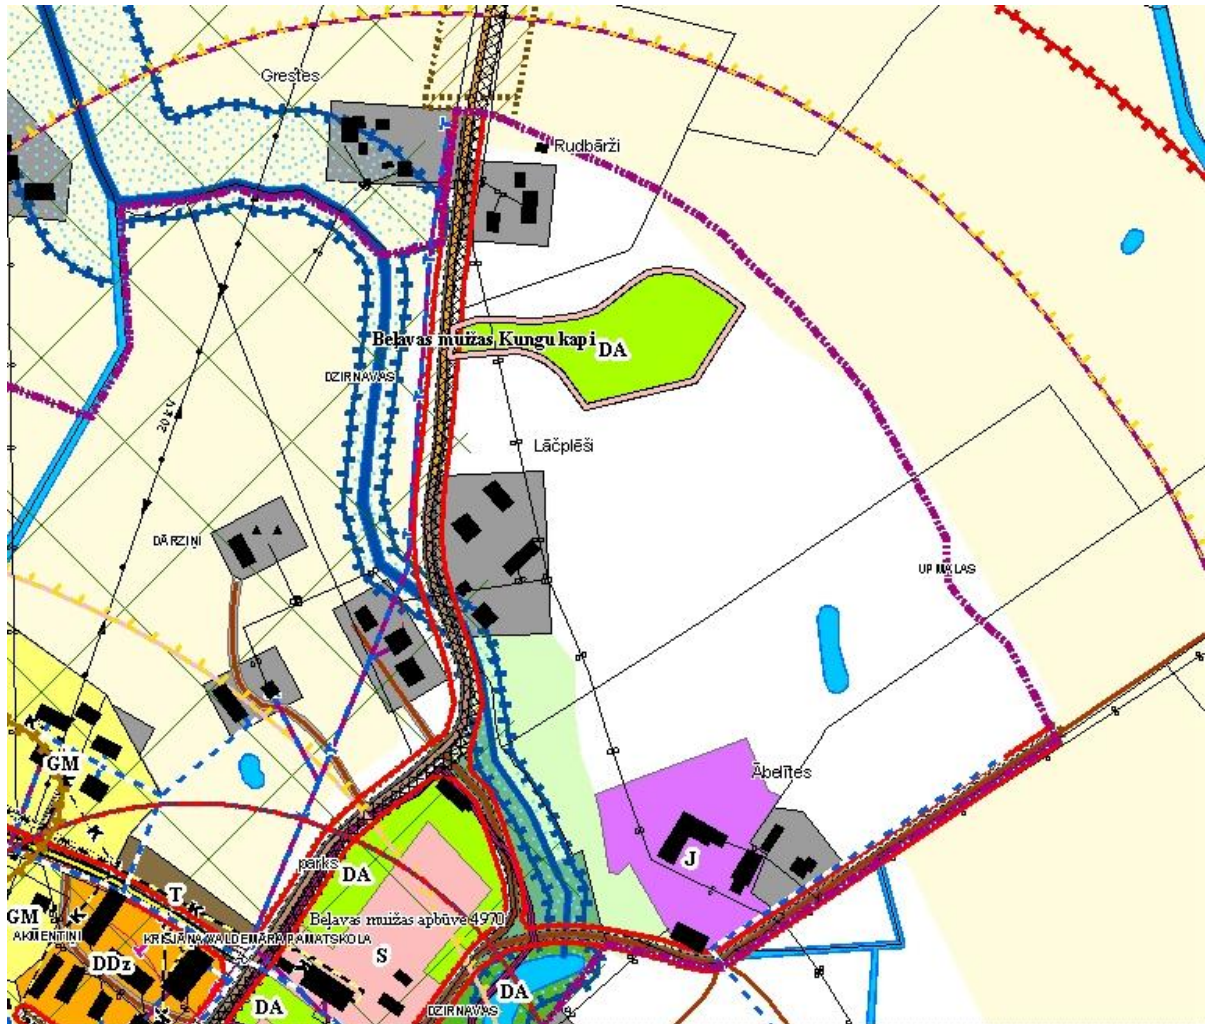 Grestes
Rudbārži
Beļavas muižas Kungu kapi
DA
DZIRNAVAS
20 kV
Lāčplēši
DĀRZIŅI
UPMALAS
GM
K
Ābelītes
K
parks
DA
J
T
K
GM
K
Beļavas muižas apbūve 4970
AKMENTIŅI
KRIŠJĀŅA VALDEMĀRA PAMATSKOLA
DDz
S
DA
DA
DZIRNAVAS